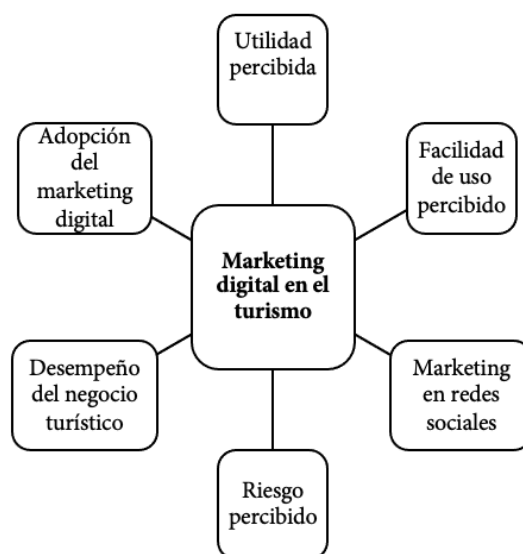 Utilidad
percibida
Adopción
del
marketing
digital
Facilidad
de uso
percibido
Marketing
digital en el
turismo
Desempeño
del negocio
turístico
Marketing
en redes
sociales
Riesgo
percibido